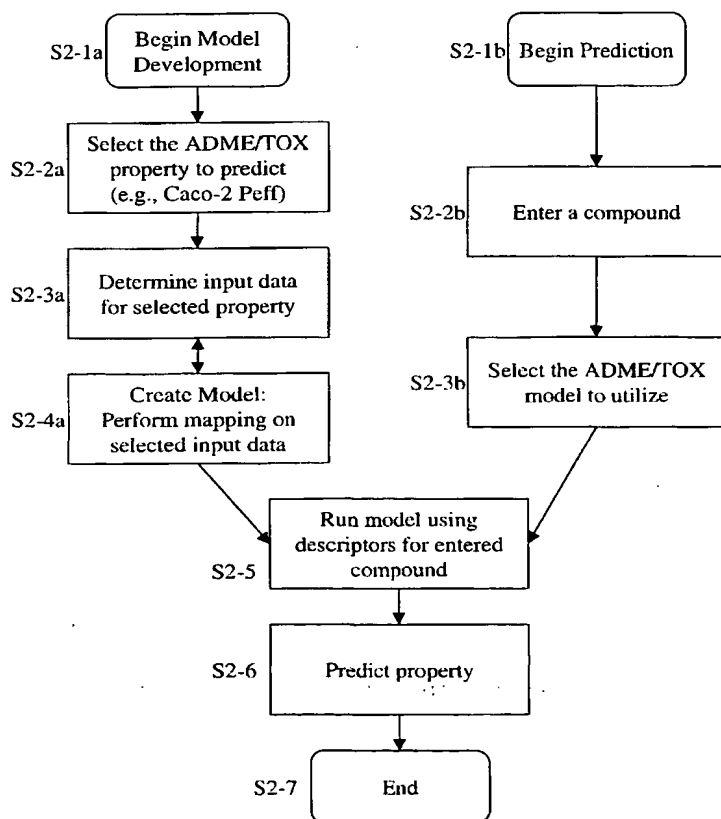 S2-1a
Begin Model
Development
S2-2a
Select the ADME/TOX
property to predict
(e.g., Caco-2 Peff)
S2-3a
Determine input data
for selected property
S2-4a
Create Model:
Perform mapping on
selected input data
S2-1b
Begin Prediction
S2-2b
Enter a compound
S2-3b
Select the ADME/TOX
model to utilize
S2-5
Run model using
descriptors for entered
compound
S2-6
Predict property
S2-7
End